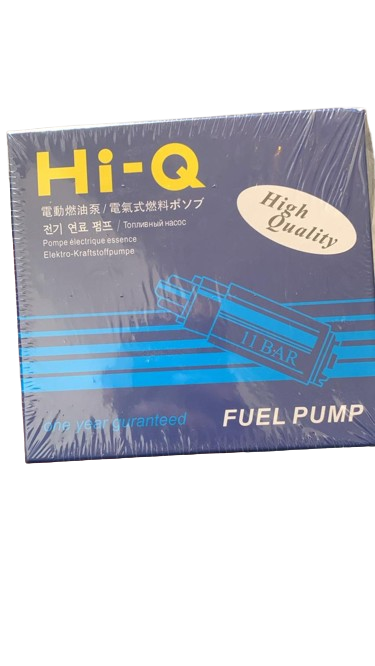 Hi-Q
High
Quality
電動燃油泵/電氣式燃料ポンプ
전기 연료 펌프 / Топливный насос
Pompe électrique essence
Elektro-Kraftstoffpumpe
11 BAR
one year guranteed
FUEL PUMP